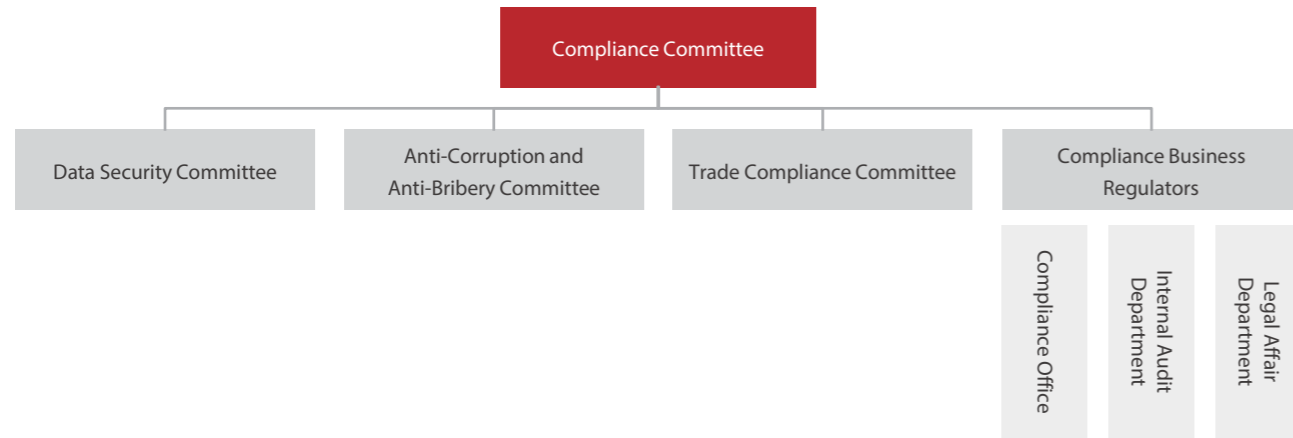 Compliance Committee
Data Security Committee
Anti-Corruption and
Anti-Bribery Committee
Trade Compliance Committee
Compliance Business
Regulators
Compliance Office
Internal Audit
Department
Legal Affair
Department